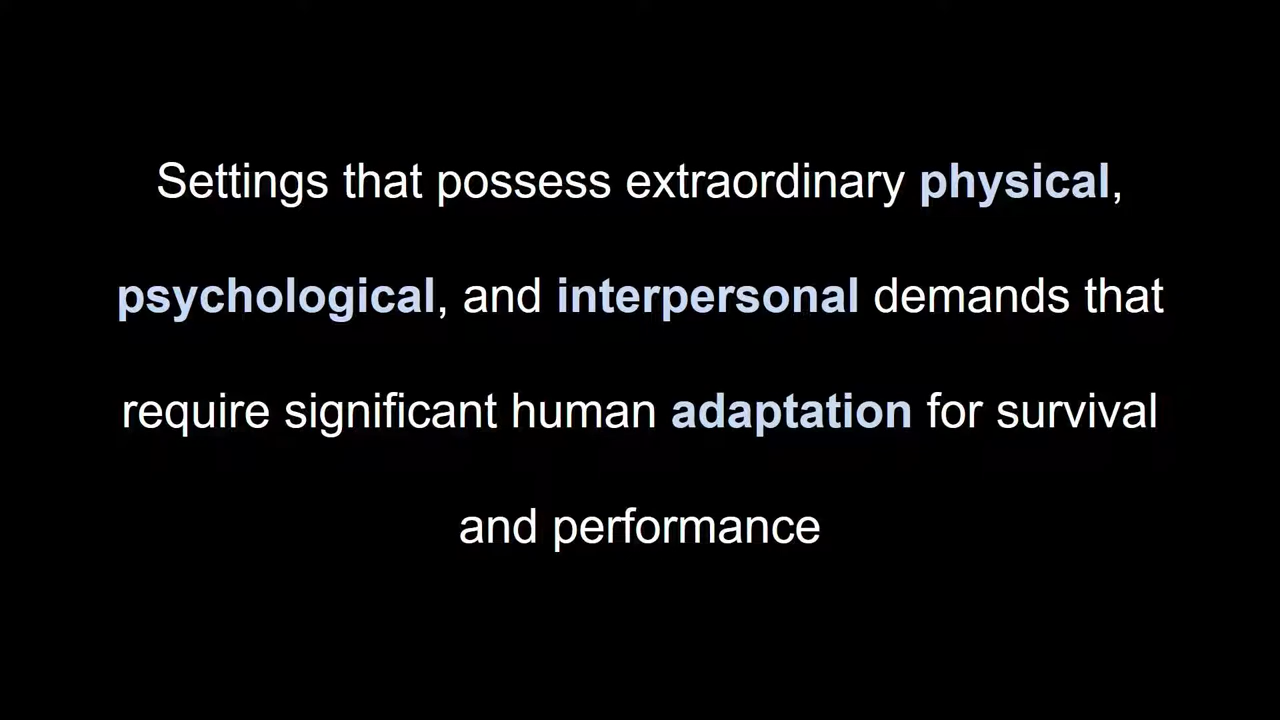 Settings that possess extraordinary physical,
psychological, and interpersonal demands that
require significant human adaptation for survival
and performance